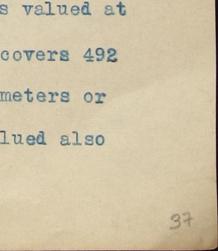 s valued at
covers 492
meters or
lued also
37